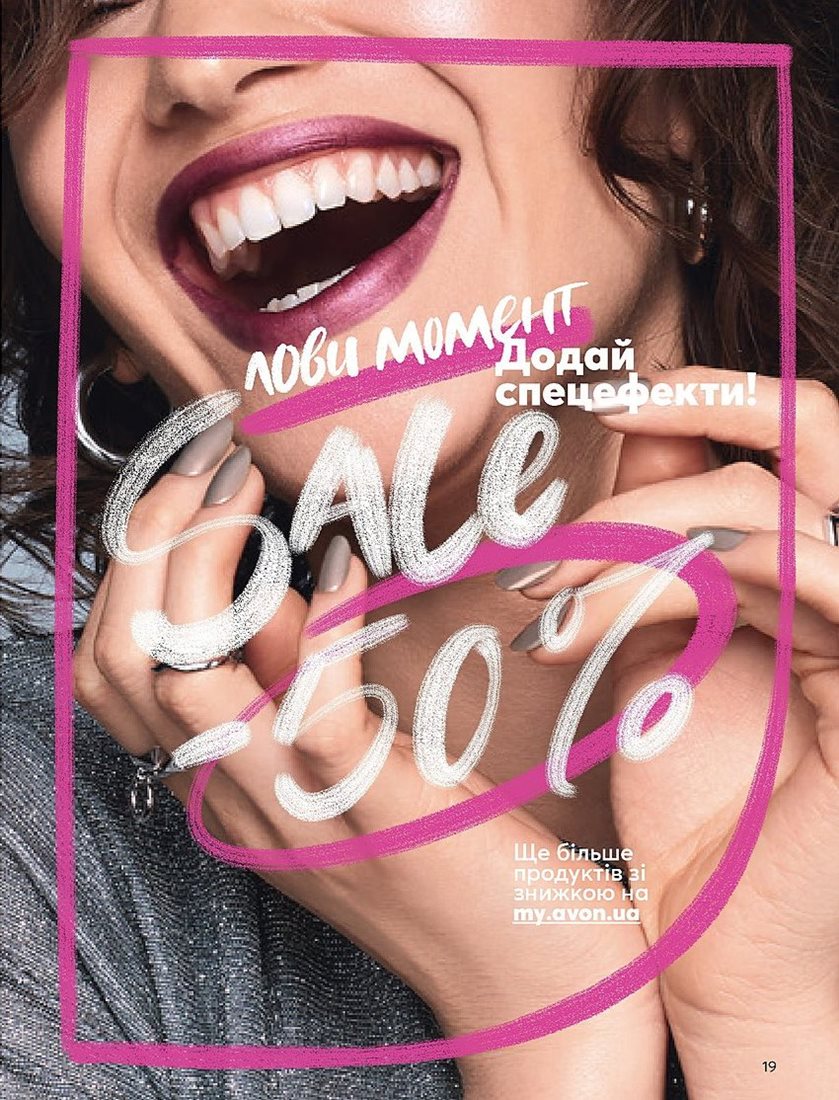 лови момент
Додай
спецефекти!
SALe
-50%
Ще більше
продуктів зі
знижкою на
my.avon.ua
19